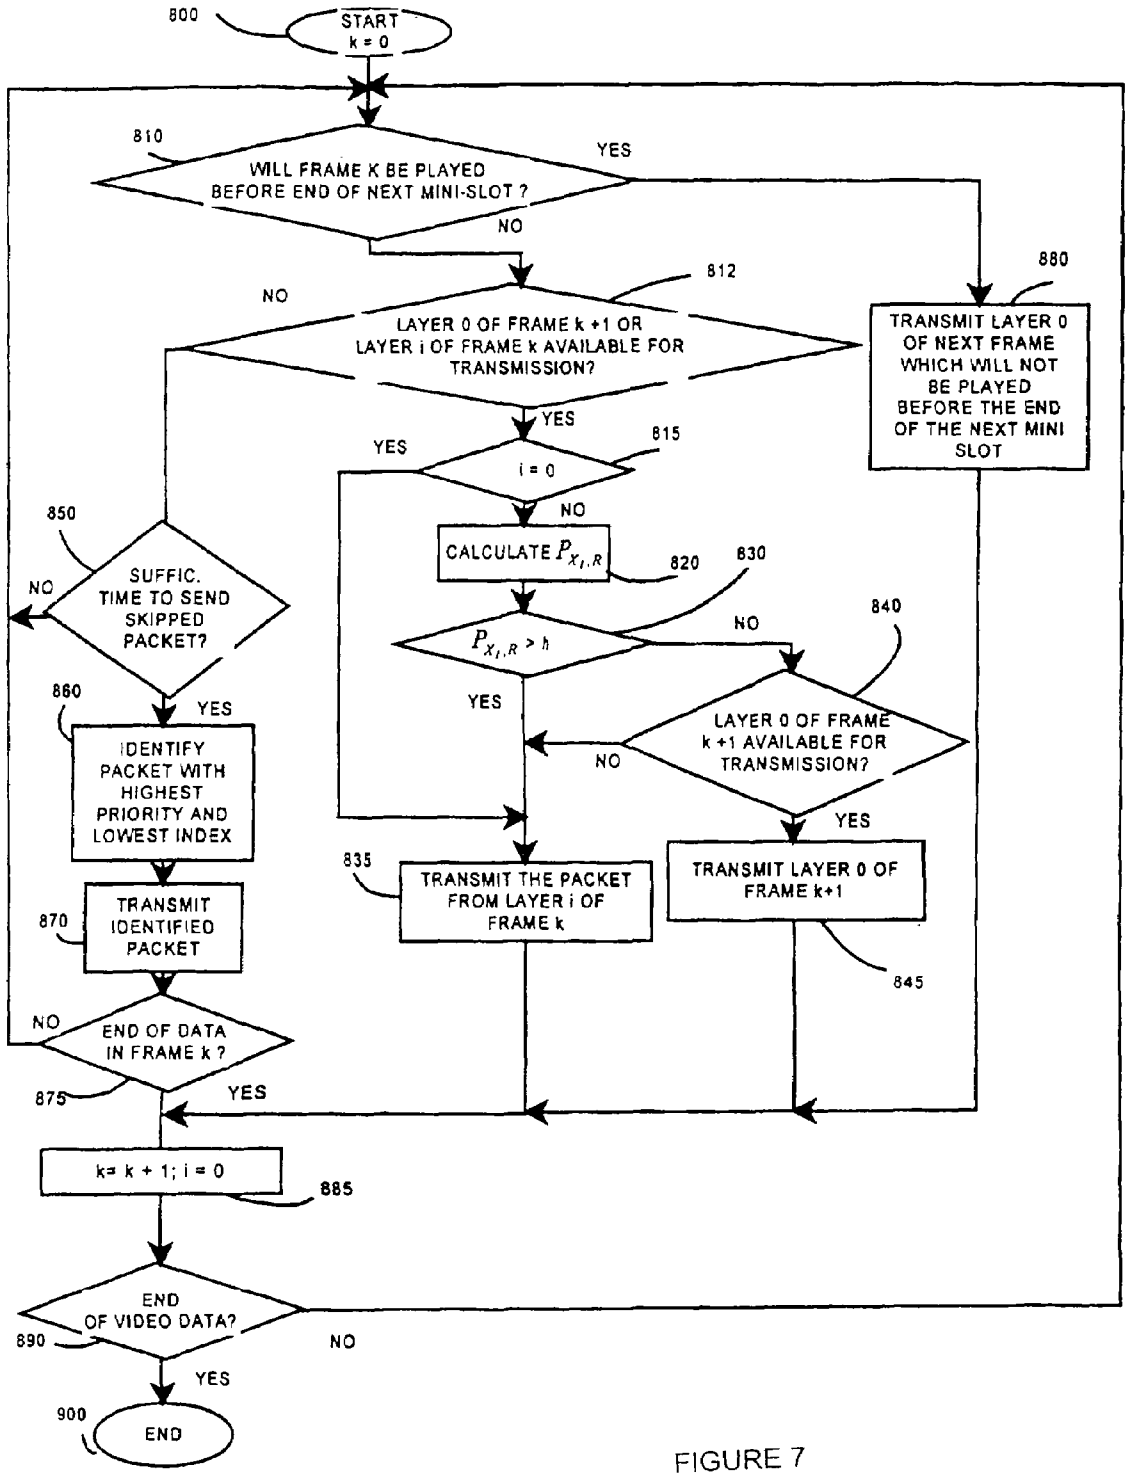 800
START
k = 0
810
YES
WILL FRAME K BE PLAYED
BEFORE END OF NEXT MINI-SLOT ?
NO
812
880
NO
LAYER 0 OF FRAME k +1 OR
LAYER i OF FRAME k AVAILABLE FOR
TRANSMISSION?
TRANSMIT LAYER 0
OF NEXT FRAME
WHICH WILL NOT
BE PLAYED
BEFORE THE END
OF THE NEXT MINI
SLOT
YES
YES
815
i = 0
850
NO
CALCULATE P_{X_i,R}
820
830
NO
SUFFIC.
TIME TO SEND
SKIPPED
PACKET?
840
P_{X_i,R} > h
NO
860
YES
YES
LAYER 0 OF FRAME
k +1 AVAILABLE FOR
TRANSMISSION?
NO
IDENTIFY
PACKET WITH
HIGHEST
PRIORITY AND
LOWEST INDEX
YES
835
TRANSMIT THE PACKET
FROM LAYER i OF
FRAME k
TRANSMIT LAYER 0 OF
FRAME k+1
870
TRANSMIT
IDENTIFIED
PACKET
845
NO
END OF DATA
IN FRAME k ?
875
YES
k= k + 1; i = 0
885
END
OF VIDEO DATA?
890
NO
YES
900
END
FIGURE 7